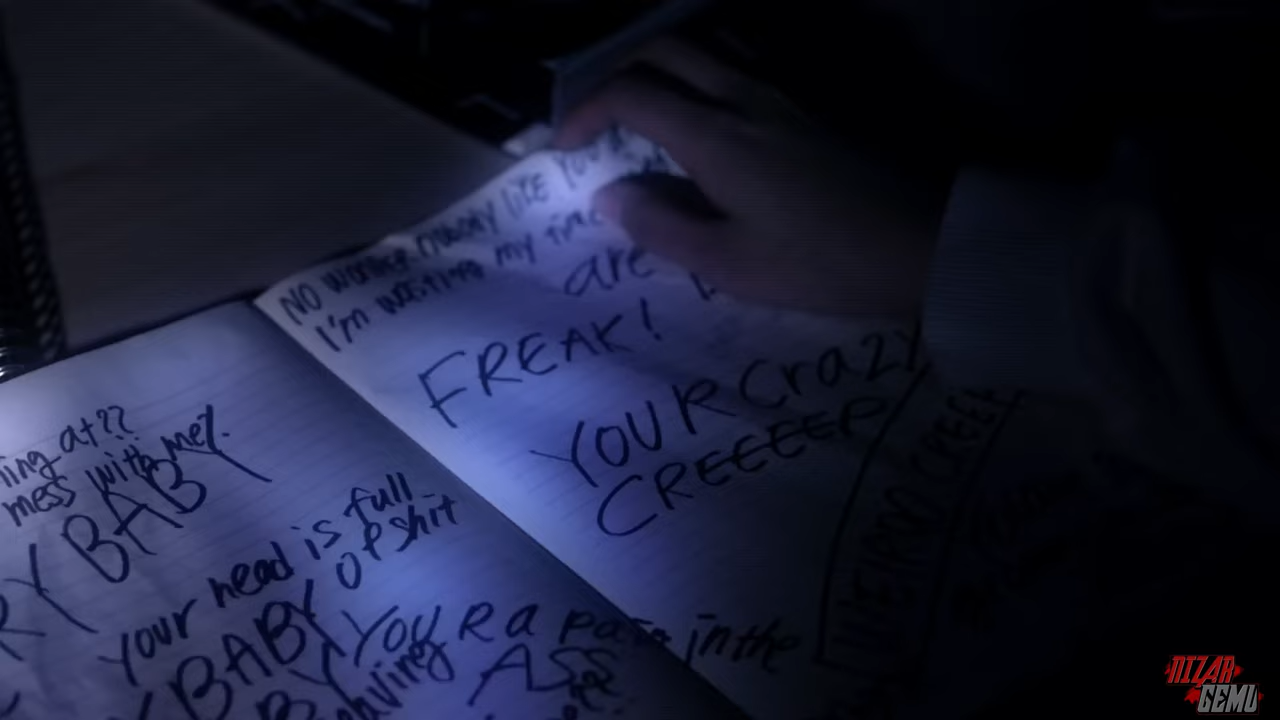 ing at??
mess with me?.
Y BABY
Your head is full
of shit
BABY
You R a pain in the
ASS
NO WONDER NOBODY LIKE YOU
I'm WASTING my time
are
FREAK!
YOUR Crazy
CREEEEP
WEIRDO CREEP
NIZAR
GEMU